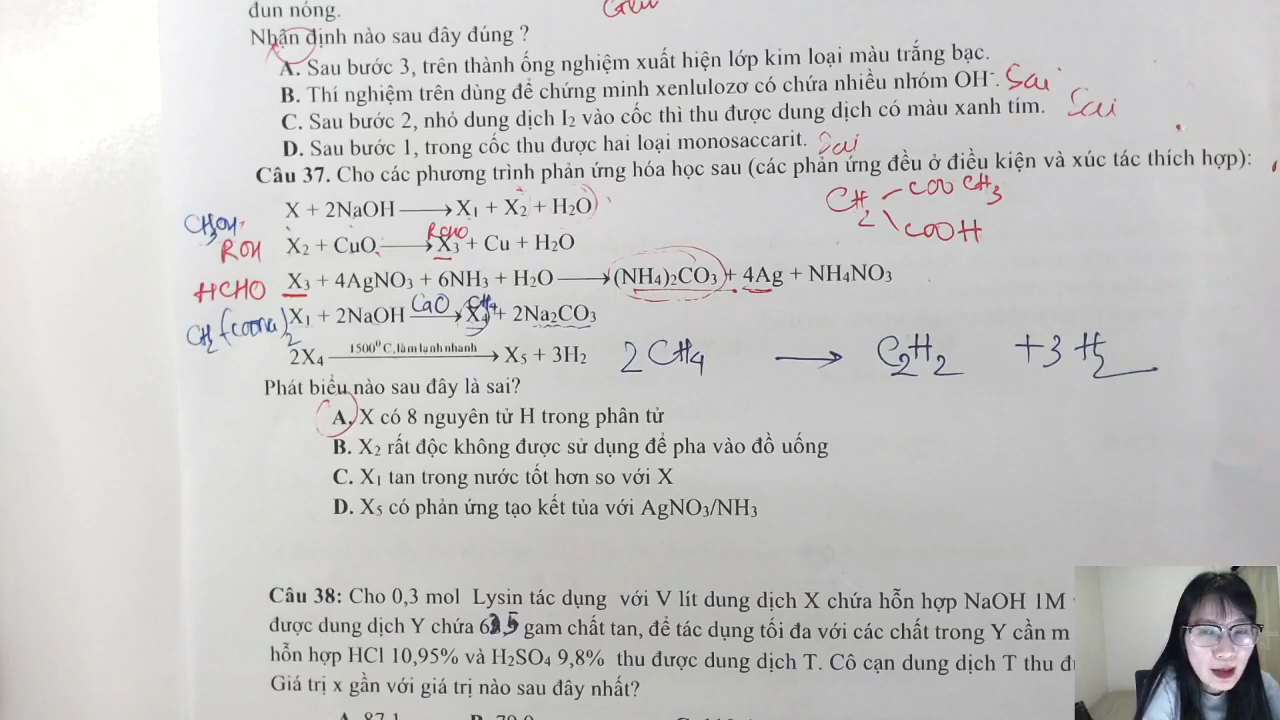 đun nóng.
Nhận định nào sau đây đúng ?
A. Sau bước 3, trên thành ống nghiệm xuất hiện lớp kim loại màu trắng bạc.
B. Thí nghiệm trên dùng để chứng minh xenlulozơ có chứa nhiều nhóm OH⁻. Sai
C. Sau bước 2, nhỏ dung dịch I₂ vào cốc thì thu được dung dịch có màu xanh tím. Sai
D. Sau bước 1, trong cốc thu được hai loại monosaccarit. Sai
Câu 37. Cho các phương trình phản ứng hóa học sau (các phản ứng đều ở điều kiện và xúc tác thích hợp):
X + 2NaOH ⟶ X₁ + X₂ + H₂O
CH₂ COOCH₃
COOH
CH₃OH
ROH X₂ + CuO ⟶ X₃ + Cu + H₂O
RCHO
HCHO X₃ + 4AgNO₃ + 6NH₃ + H₂O ⟶ (NH₄)₂CO₃ + 4Ag + NH₄NO₃
CH₂(COONa)₂ X₁ + 2NaOH CaO ⟶ X₄ + 2Na₂CO₃
CH₄
2X₄ 1500⁰C, làm lạnh nhanh ⟶ X₅ + 3H₂ 2CH₄ ⟶ C₂H₂ + 3H₂
Phát biểu nào sau đây là sai?
A. X có 8 nguyên tử H trong phân tử
B. X₂ rất độc không được sử dụng để pha vào đồ uống
C. X₁ tan trong nước tốt hơn so với X
D. X₅ có phản ứng tạo kết tủa với AgNO₃/NH₃
Câu 38: Cho 0,3 mol Lysin tác dụng với V lít dung dịch X chứa hỗn hợp NaOH 1M
được dung dịch Y chứa gam chất tan, để tác dụng tối đa với các chất trong Y cần m
hỗn hợp HCl 10,95% và H₂SO₄ 9,8% thu được dung dịch T. Cô cạn dung dịch T thu
Giá trị x gần với giá trị nào sau đây nhất?
A. 87,1